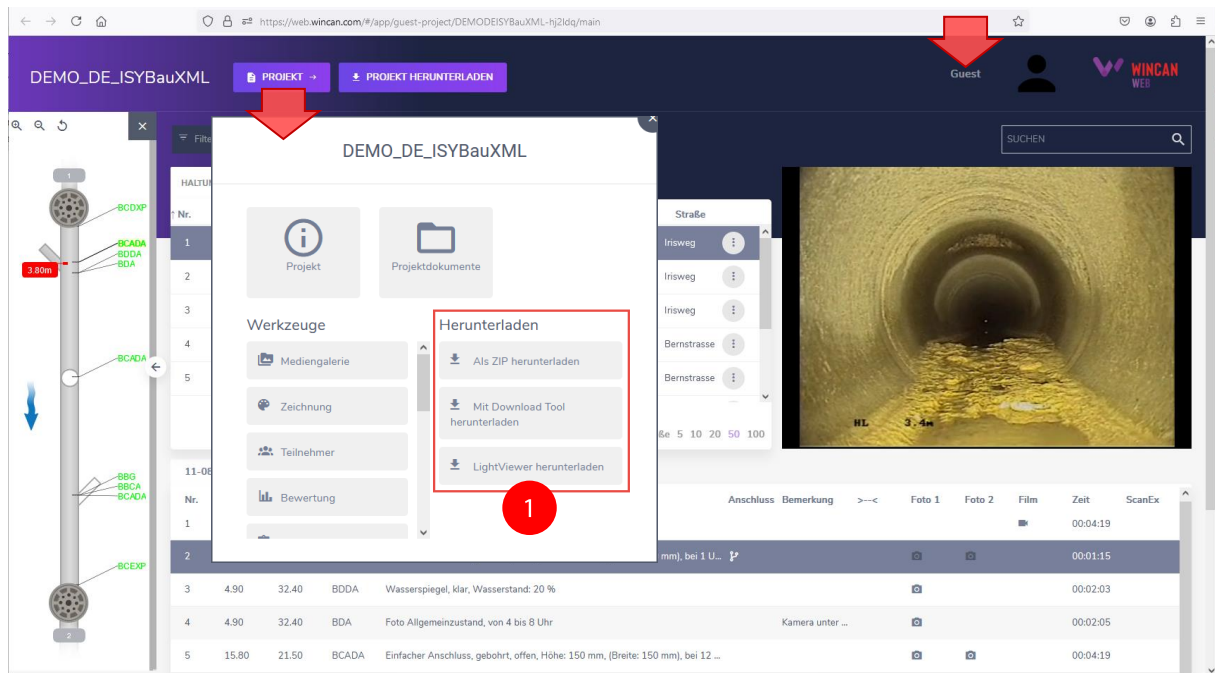 https://web.wincan.com/#/app/guest-project/DEMODEISYBauXML-hj2ldq/main
DEMO_DE_ISYBauXML
PROJEKT →
PROJEKT HERUNTERLADEN
Guest
WINCAN
WEB
SUCHEN
1
BCDXP
BCADA
BDDA
BDA
3.80m
BCADA
BBG
BBCA
BCADA
BCEXP
2
DEMO_DE_ISYBauXML
Projekt
Projektdokumente
Werkzeuge
Mediengalerie
Zeichnung
Teilnehmer
Bewertung
Herunterladen
Als ZIP herunterladen
Mit Download Tool
herunterladen
LightViewer herunterladen
1
↑ Nr. Straße
1 Irisweg
2 Irisweg
3 Irisweg
4 Bernstrasse
5 Bernstrasse
5 10 20 50 100
HL 3.4m
Nr. Anschluss Bemerkung >--< Foto 1 Foto 2 Film Zeit ScanEx
1 00:04:19
2 mm), bei 1 U... 00:01:15
3 4.90 32.40 BDDA Wasserspiegel, klar, Wasserstand: 20 % 00:02:03
4 4.90 32.40 BDA Foto Allgemeinzustand, von 4 bis 8 Uhr Kamera unter ... 00:02:05
5 15.80 21.50 BCADA Einfacher Anschluss, gebohrt, offen, Höhe: 150 mm, (Breite: 150 mm), bei 12 ... 00:04:19